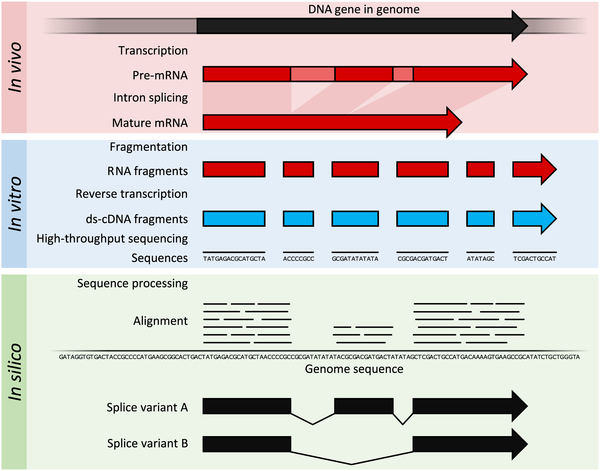 DNA gene in genome
In vivo
Transcription
Pre-mRNA
Intron splicing
Mature mRNA
In vitro
Fragmentation
RNA fragments
Reverse transcription
ds-cDNA fragments
High-throughput sequencing
Sequences TATGAGACGCATGCTA ACCCCGCC GCGATATATATA CGCGACGATGACT ATATAGC TCGACTGCCAT
In silico
Sequence processing
Alignment
GATAGGTGTGACTACCGCCCCATGAAGCGGCACTGACTATGAGACGCATGCTAACCCCGCCGCGATATATATACGCGACGATGACTATATAGCTCGACTGCCATGACAAAAGTGAAGCCGCATATCTGCTGGGTA
Genome sequence
Splice variant A
Splice variant B